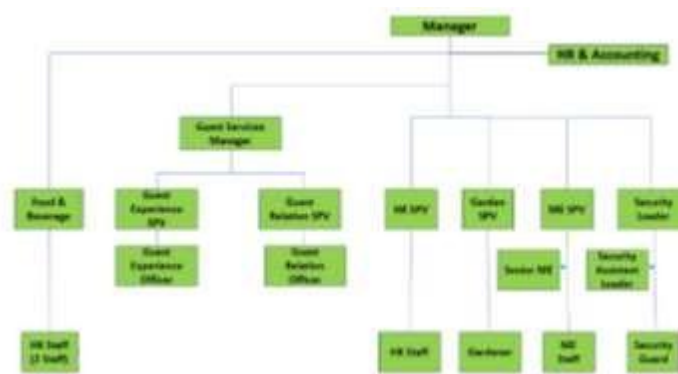 Manager
HR & Accounting
Guest Services
Manager
Food &
Beverage
Guest
Experience
SPV
Guest
Relation SPV
HK SPV
Garden
SPV
ME SPV
Security
Leader
Guest
Experience
Officer
Guest
Relation
Officer
Senior ME
Security
Assistant
Leader
HK Staff
(2 Staff)
HK Staff
Gardener
ME
Staff
Security
Guard